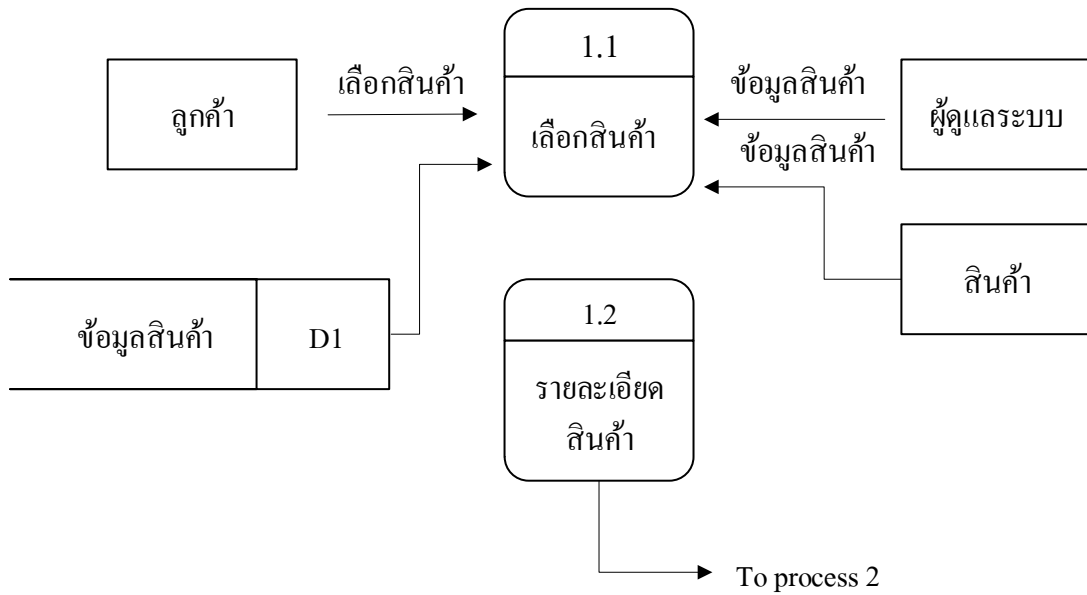 1.1
เลือกสินค้า
ลูกค้า
เลือกสินค้า
ข้อมูลสินค้า
ผู้ดูแลระบบ
ข้อมูลสินค้า
สินค้า
ข้อมูลสินค้า
D1
1.2
รายละเอียด
สินค้า
To process 2